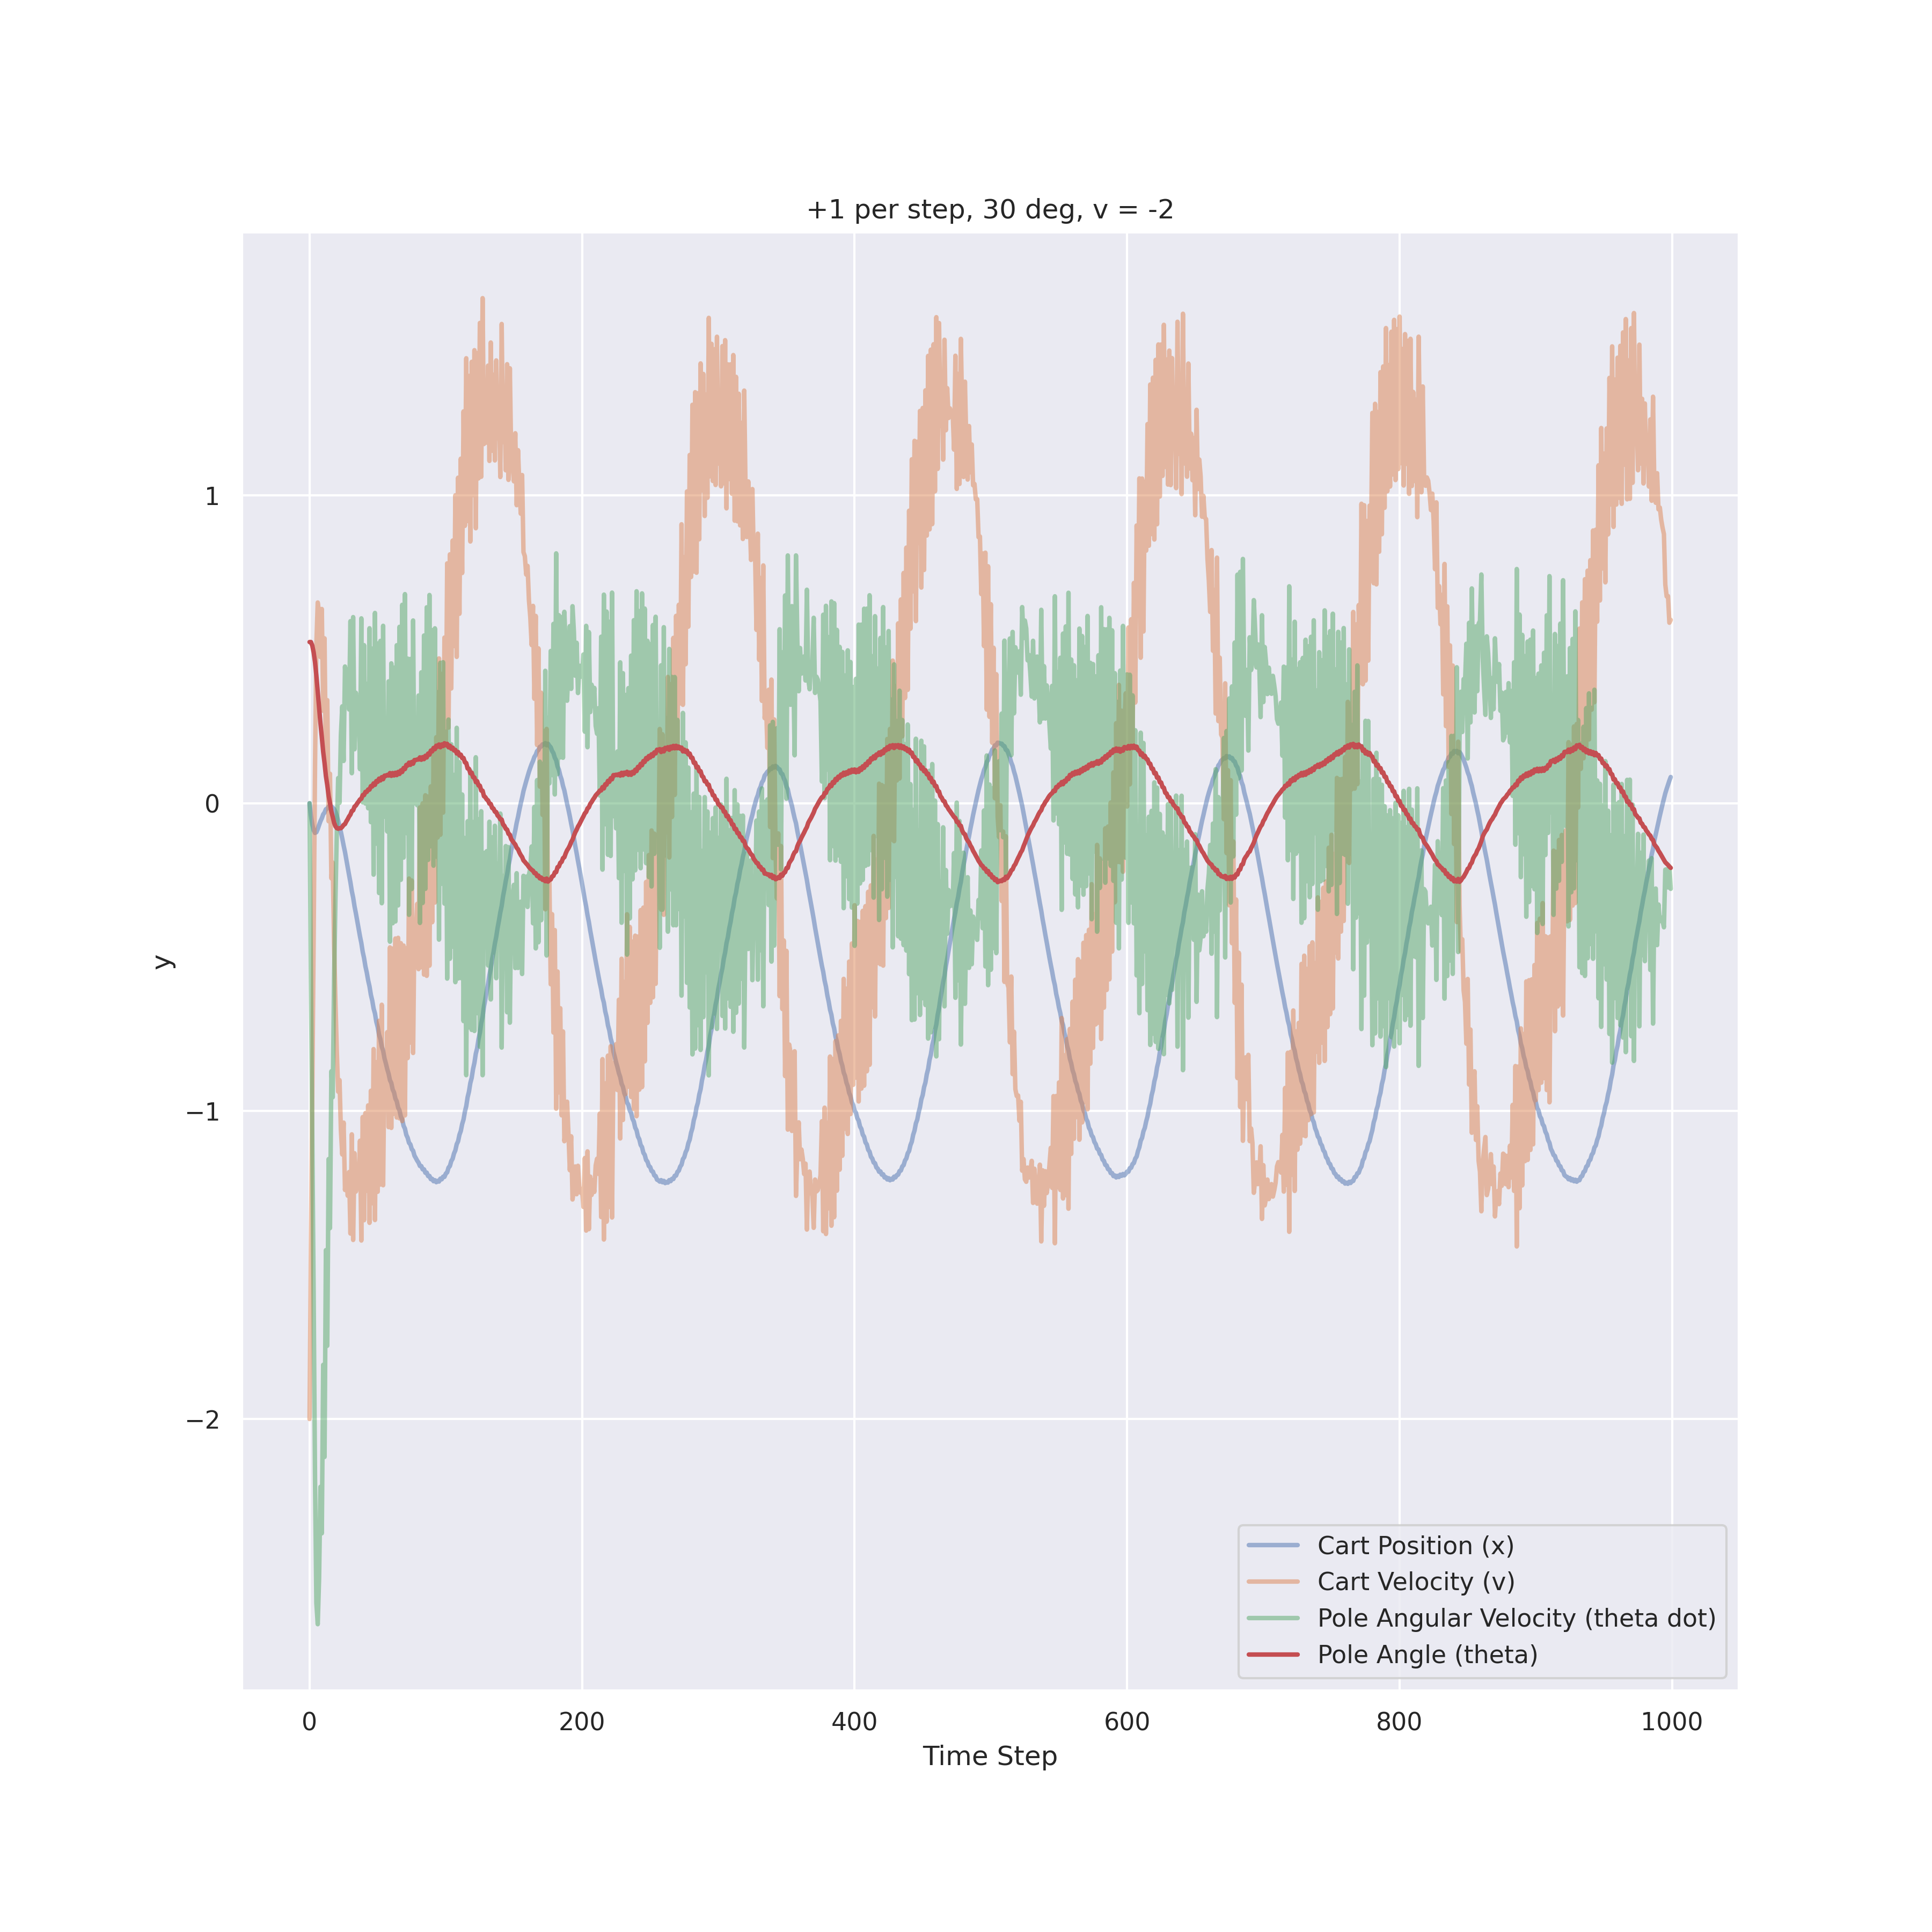 +1 per step, 30 deg, v = -2
y
1
0
−1
−2
0 200 400 600 800 1000
Time Step
Cart Position (x)
Cart Velocity (v)
Pole Angular Velocity (theta dot)
Pole Angle (theta)